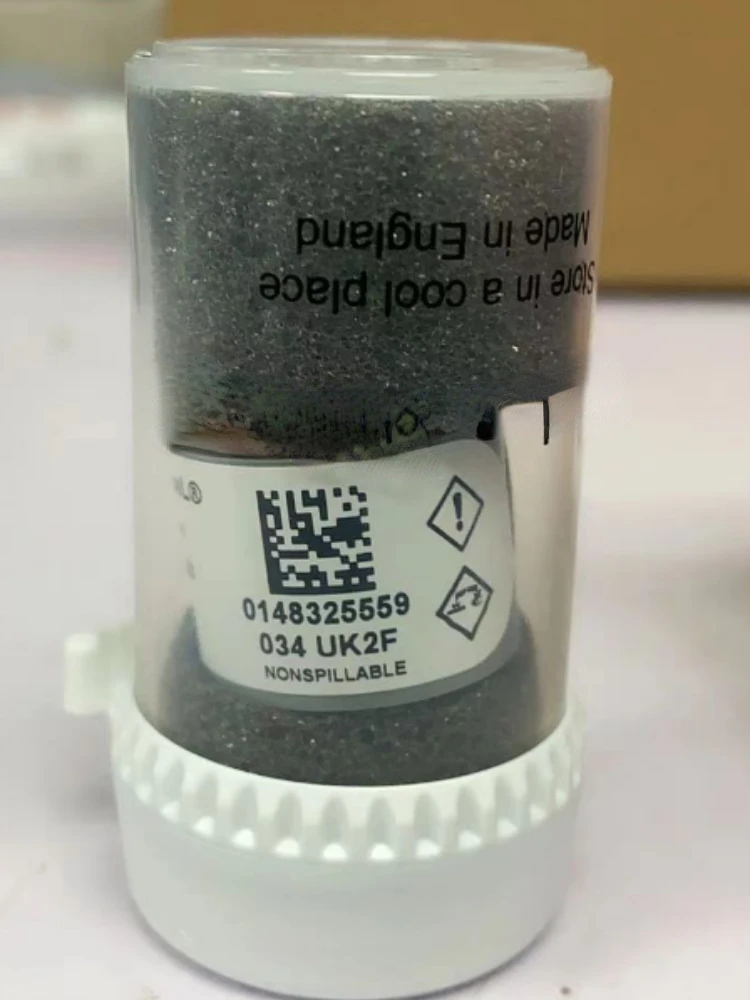 Store in a cool place
Made in England
0148325559
034 UK2F
NONSPILLABLE